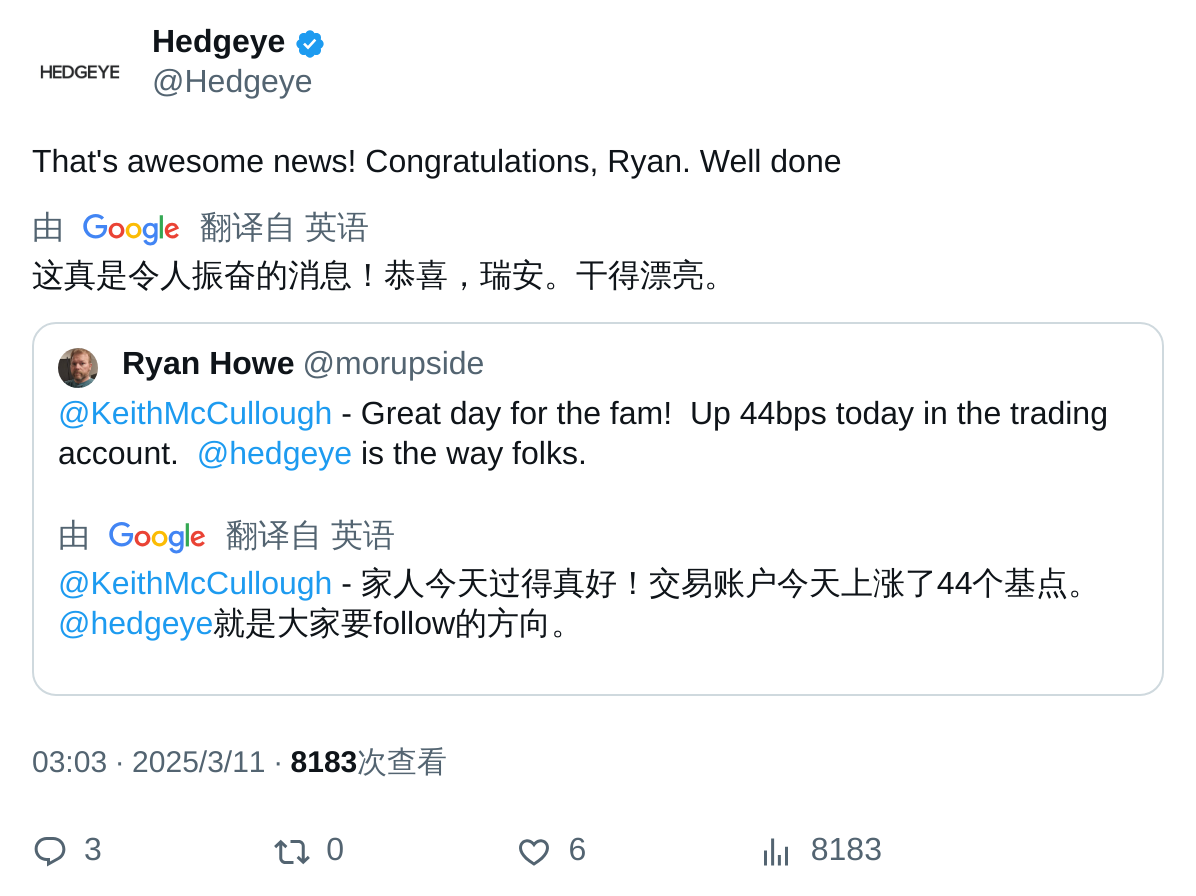 HEDGEYE
Hedgeye
@Hedgeye
That's awesome news! Congratulations, Ryan. Well done
由 Google 翻译自 英语
这真是令人振奋的消息！恭喜，瑞安。干得漂亮。
Ryan Howe @morupside
@KeithMcCullough - Great day for the fam!  Up 44bps today in the trading
account.  @hedgeye is the way folks.
由 Google 翻译自 英语
@KeithMcCullough - 家人今天过得真好！交易账户今天上涨了44个基点。
@hedgeye就是大家要follow的方向。
03:03 · 2025/3/11 · 8183次查看
3 0 6 8183